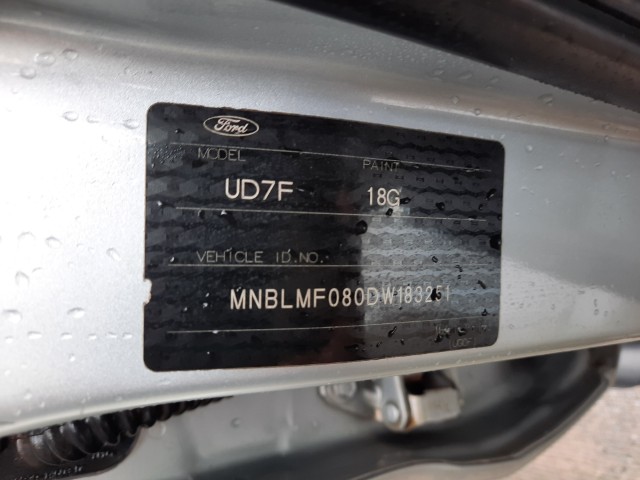 Ford
MODEL PAINT
UD7F 18G
VEHICLE ID.NO.
MNBLMF080DW183251